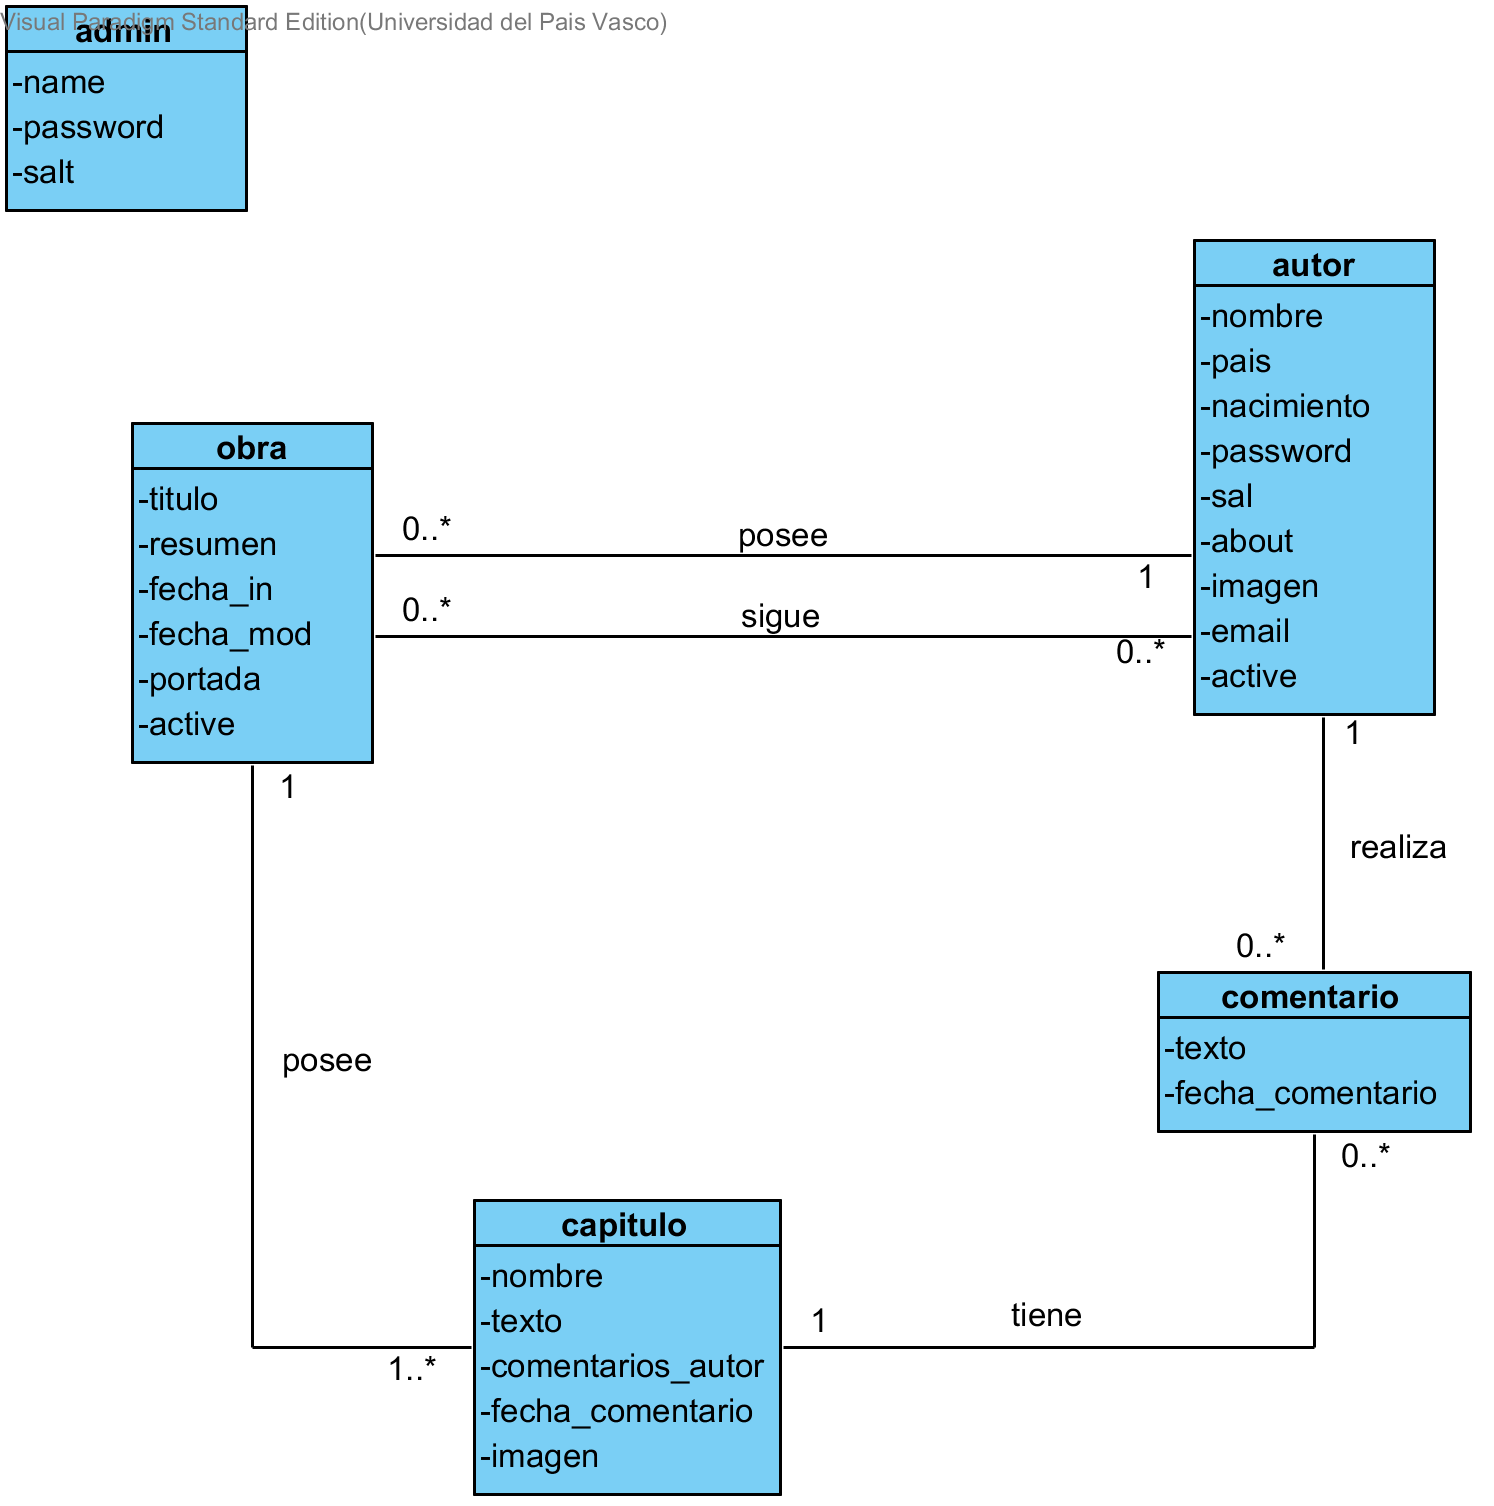 Visual Paradigm Standard Edition(Universidad del Pais Vasco)
admin
-name
-password
-salt
autor
-nombre
-pais
-nacimiento
-password
-sal
-about
-imagen
-email
-active
obra
-titulo
-resumen
-fecha_in
-fecha_mod
-portada
-active
0..*
posee
1
0..*
sigue
0..*
1
realiza
0..*
1
posee
1..*
comentario
-texto
-fecha_comentario
0..*
tiene
1
capitulo
-nombre
-texto
-comentarios_autor
-fecha_comentario
-imagen